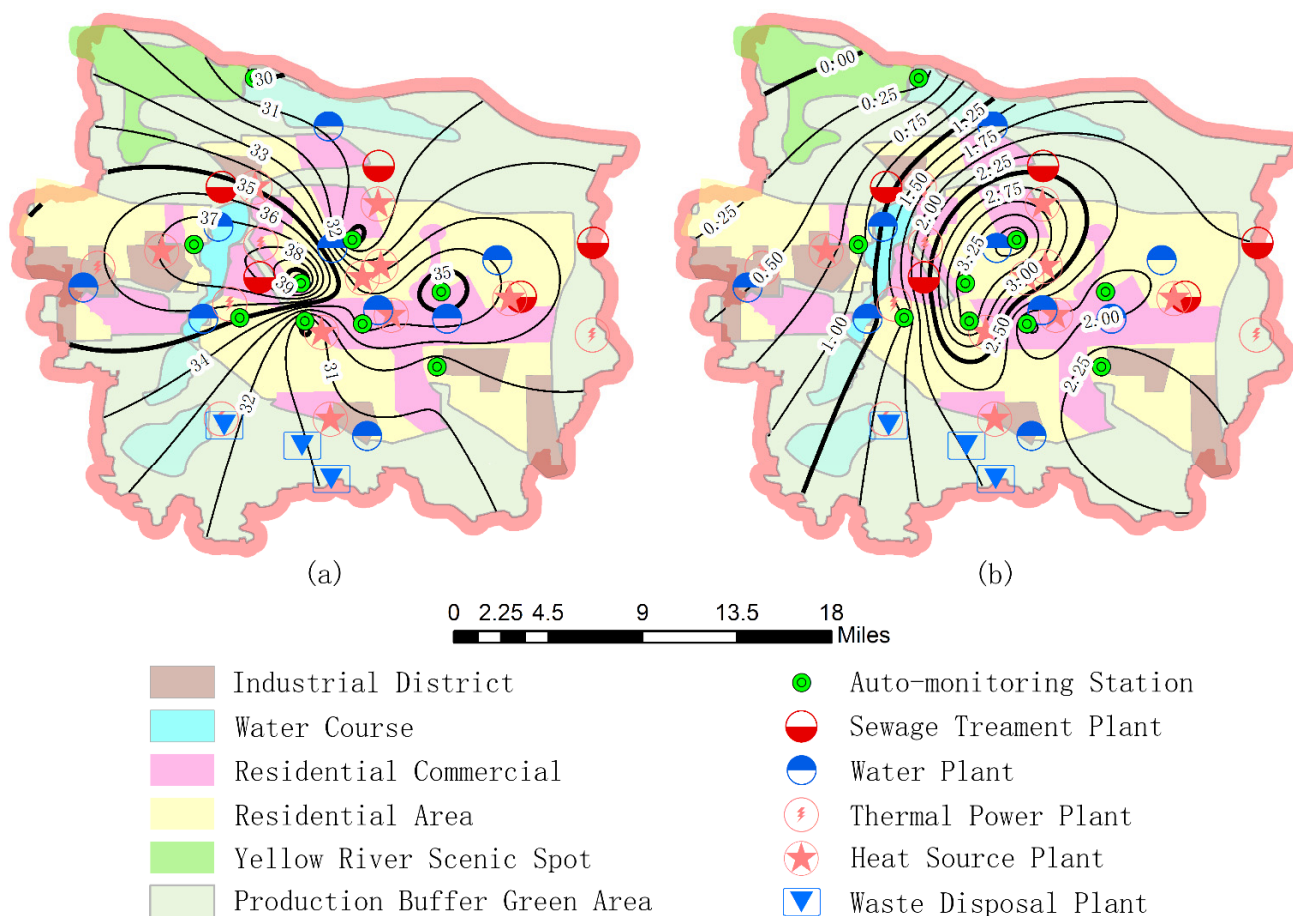 30
31
33
35
36
37
32
38
39
35
34
32
31
0.00
0.25
0.75
1.25
1.75
1.50
2.25
2.75
2.00
0.25
0.50
3.25
3.00
1.00
2.50
2.00
2.25
(a) (b)
0 2.25 4.5 9 13.5 18
Miles
Industrial District
Water Course
Residential Commercial
Residential Area
Yellow River Scenic Spot
Production Buffer Green Area
Auto-monitoring Station
Sewage Treament Plant
Water Plant
Thermal Power Plant
Heat Source Plant
Waste Disposal Plant